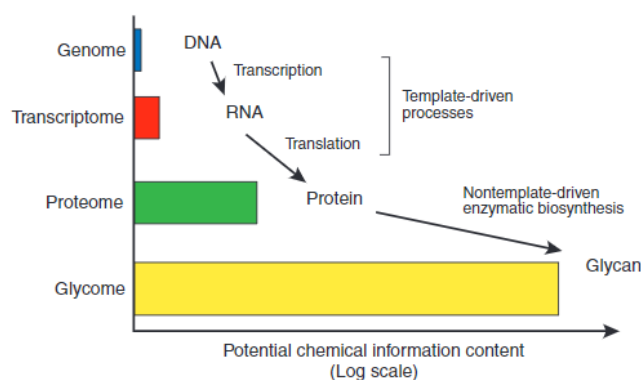 Genome
DNA
Transcription
Transcriptome
RNA
Template-driven
processes
Translation
Proteome
Protein
Nontemplate-driven
enzymatic biosynthesis
Glycan
Glycome
Potential chemical information content
(Log scale)